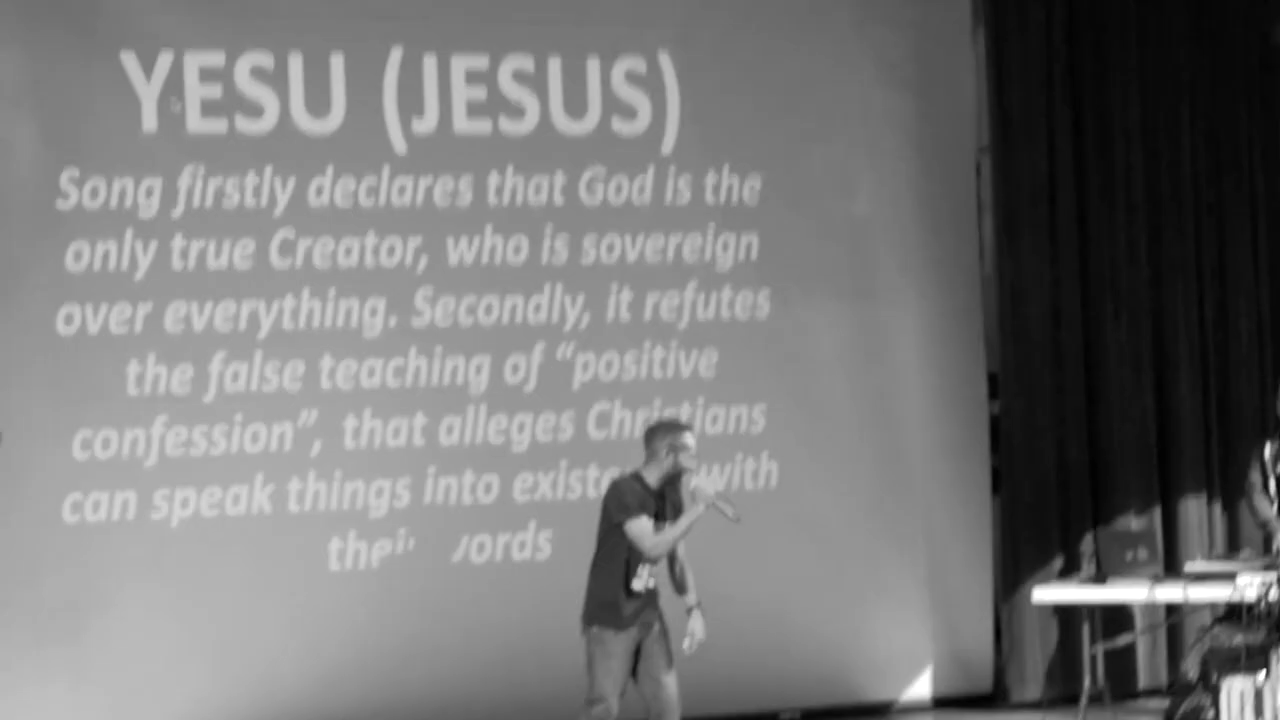 YESU (JESUS)
Song firstly declares that God is the
only true Creator, who is sovereign
over everything. Secondly, it refutes
the false teaching of “positive
confession”, that alleges Christians
can speak things into with